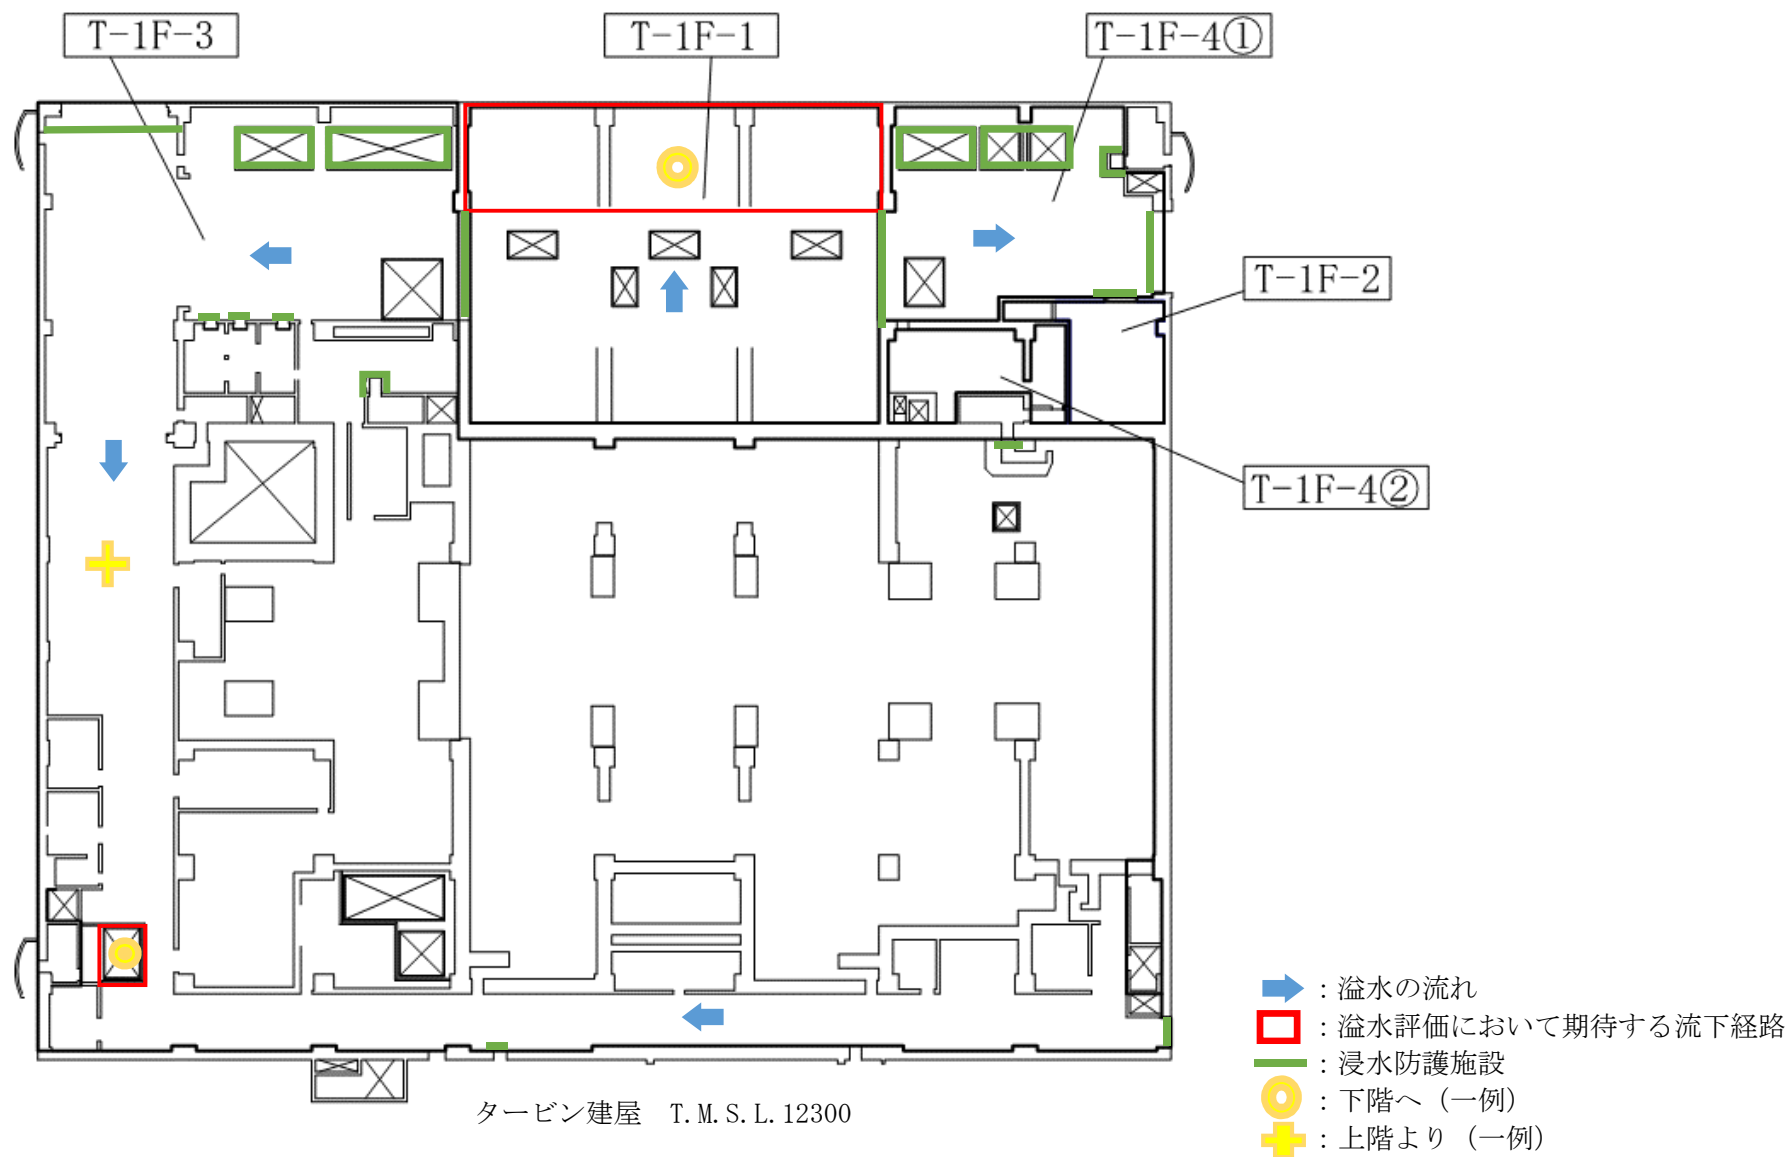 T-1F-3
T-1F-1
T-1F-4①
T-1F-2
T-1F-4②
：溢水の流れ
：溢水評価において期待する流下経路
：浸水防護施設
：下階へ（一例）
：上階より（一例）
タービン建屋　T.M.S.L.12300